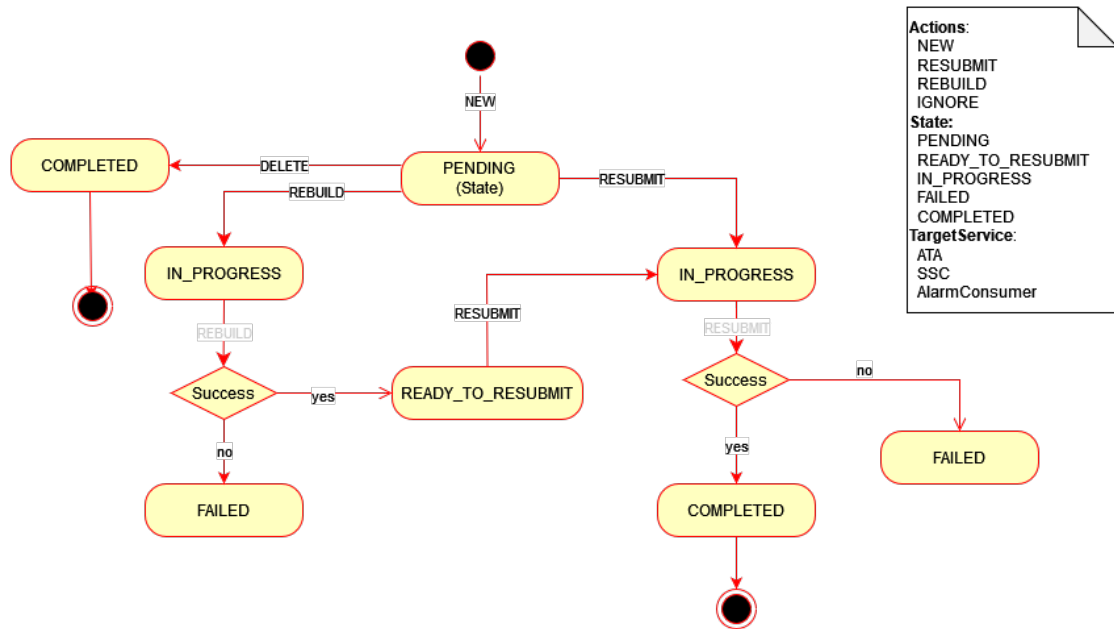 Actions:
NEW
RESUBMIT
REBUILD
IGNORE
State:
PENDING
READY_TO_RESUBMIT
IN_PROGRESS
FAILED
COMPLETED
TargetService:
ATA
SSC
AlarmConsumer
NEW
COMPLETED
DELETE
PENDING
(State)
REBUILD
RESUBMIT
IN_PROGRESS
IN_PROGRESS
RESUBMIT
REBUILD
RESUBMIT
Success
yes
READY_TO_RESUBMIT
Success
no
no
yes
FAILED
FAILED
COMPLETED